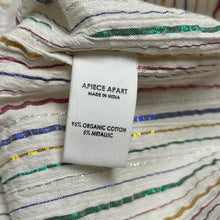 APIECE APART
MADE IN INDIA
95% ORGANIC COTTON
5% METALLIC